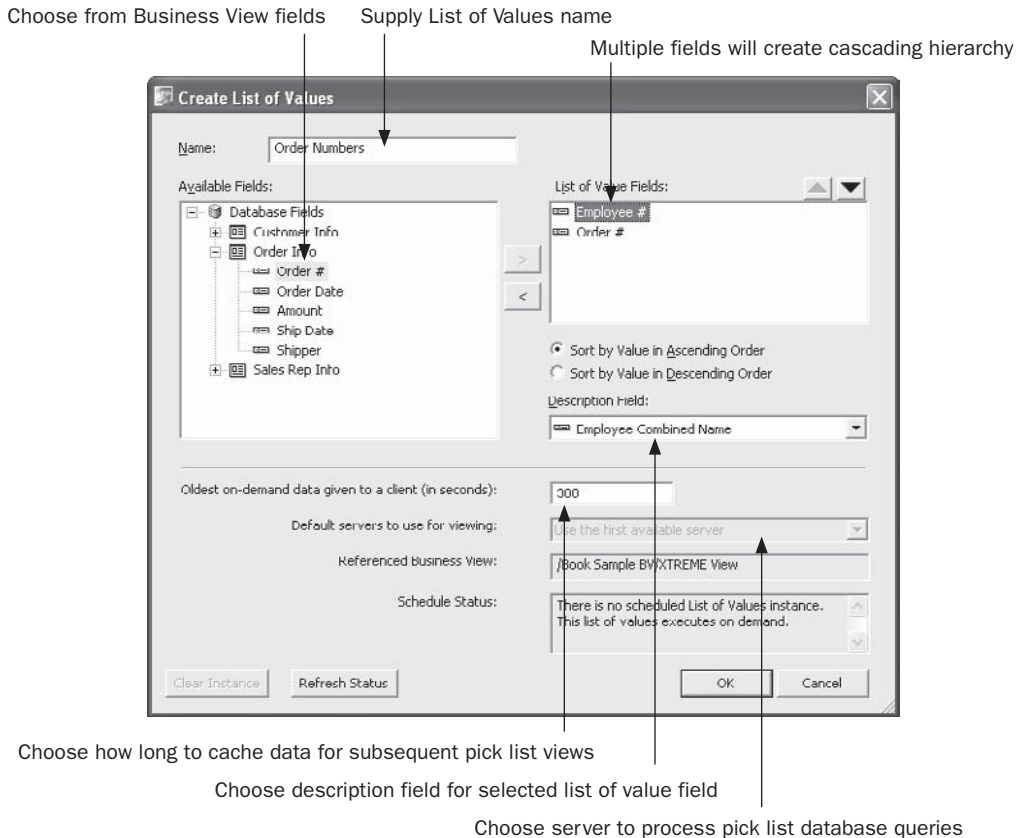 Choose from Business View fields
Supply List of Values name
Multiple fields will create cascading hierarchy
Create List of Values
Name:
Order Numbers
Available Fields:
List of Value Fields:
Database Fields
Customer Info
Order Info
Order #
Order Date
Amount
Ship Date
Shipper
Sales Rep Info
>
<
Employee #
Order #
Sort by Value in Ascending Order
Sort by Value in Descending Order
Description Field:
Employee Combined Name
Oldest on-demand data given to a client (in seconds):
Default servers to use for viewing:
Use the first available server
Referenced Business View:
/Book Sample BV/XTREME View
Schedule Status:
There is no scheduled List of Values instance.
This list of values executes on demand.
Clear Instance
Refresh Status
OK
Cancel
Choose how long to cache data for subsequent pick list views
Choose description field for selected list of value field
Choose server to process pick list database queries